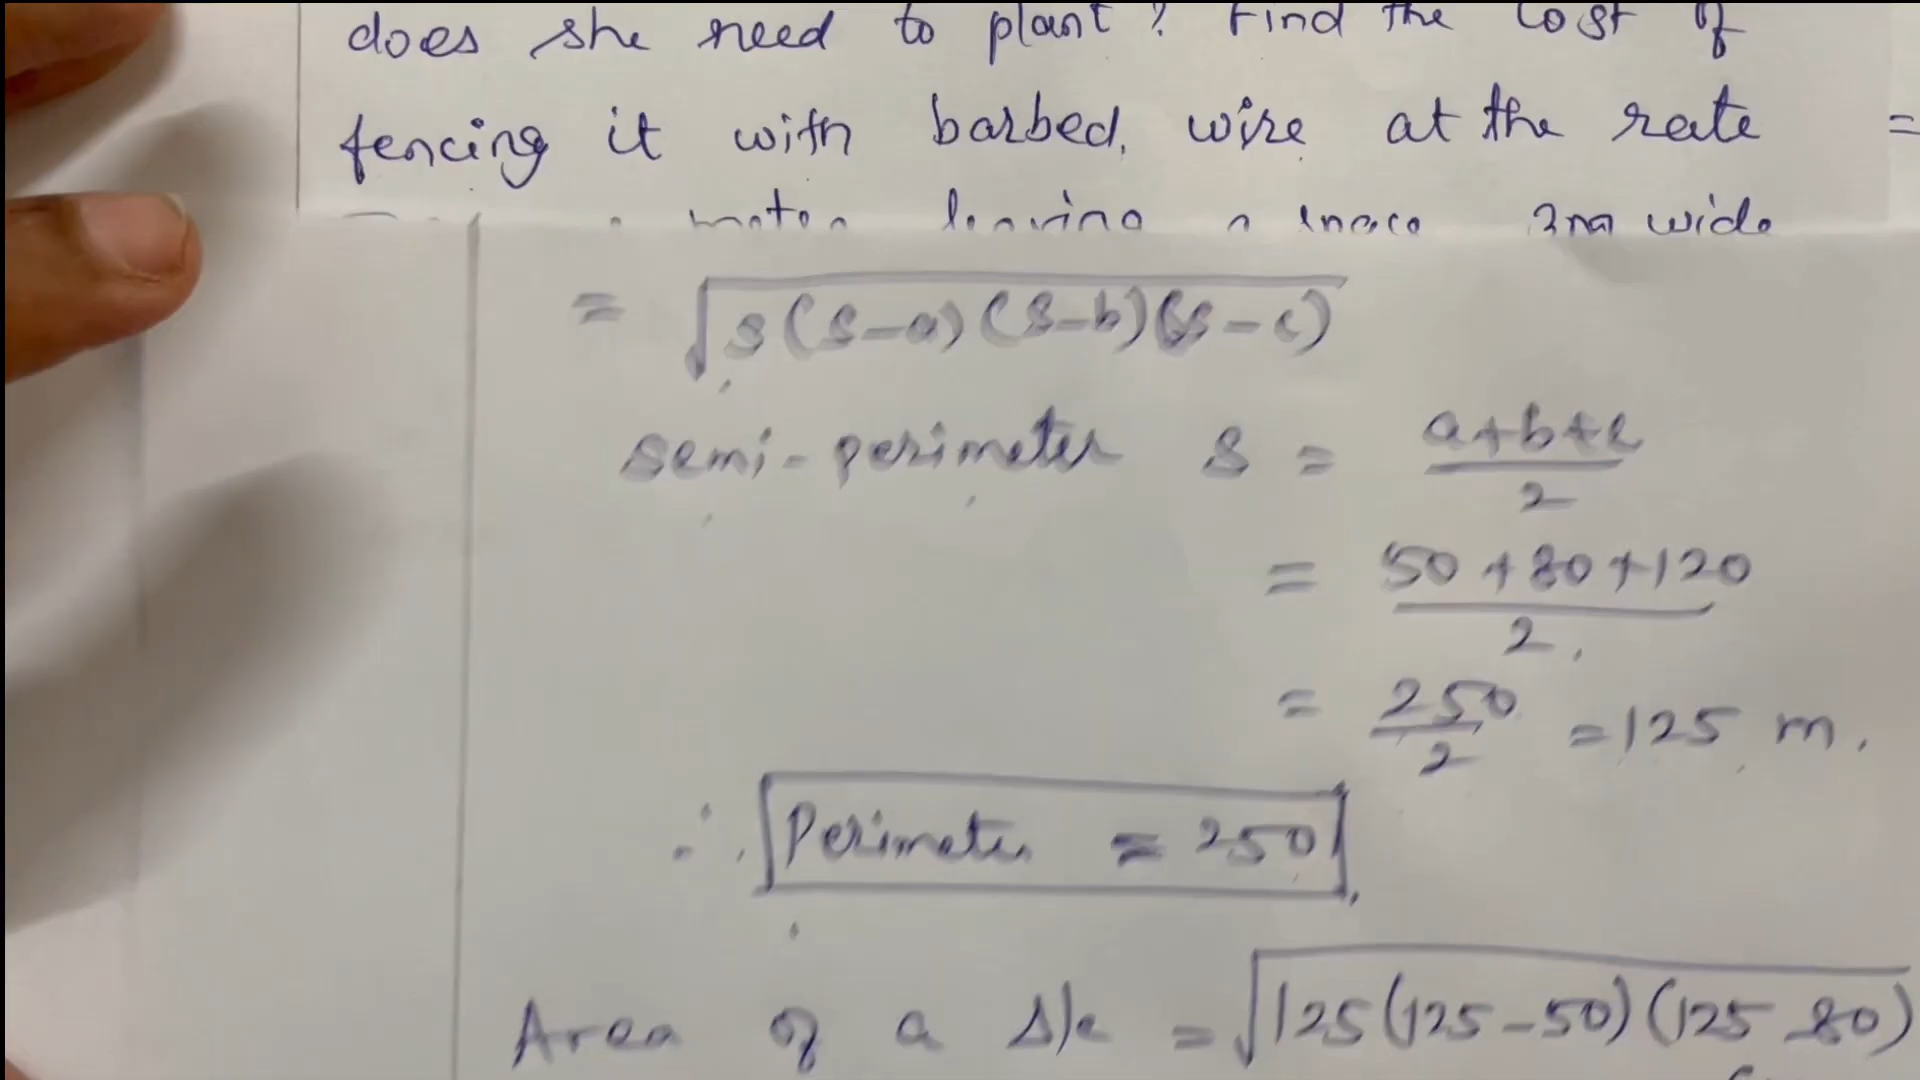 does she need to plant? Find the cost of
fencing it with barbed, wire at the rate =
wide
= √s(s-a)(s-b)(s-c)
semi-perimeter s = a+b+c
2
= 50+80+120
2.
= 250
2
=125 m.
∴ Perimeter = 250
Area of a Δle = √125(125-50)(125-80)